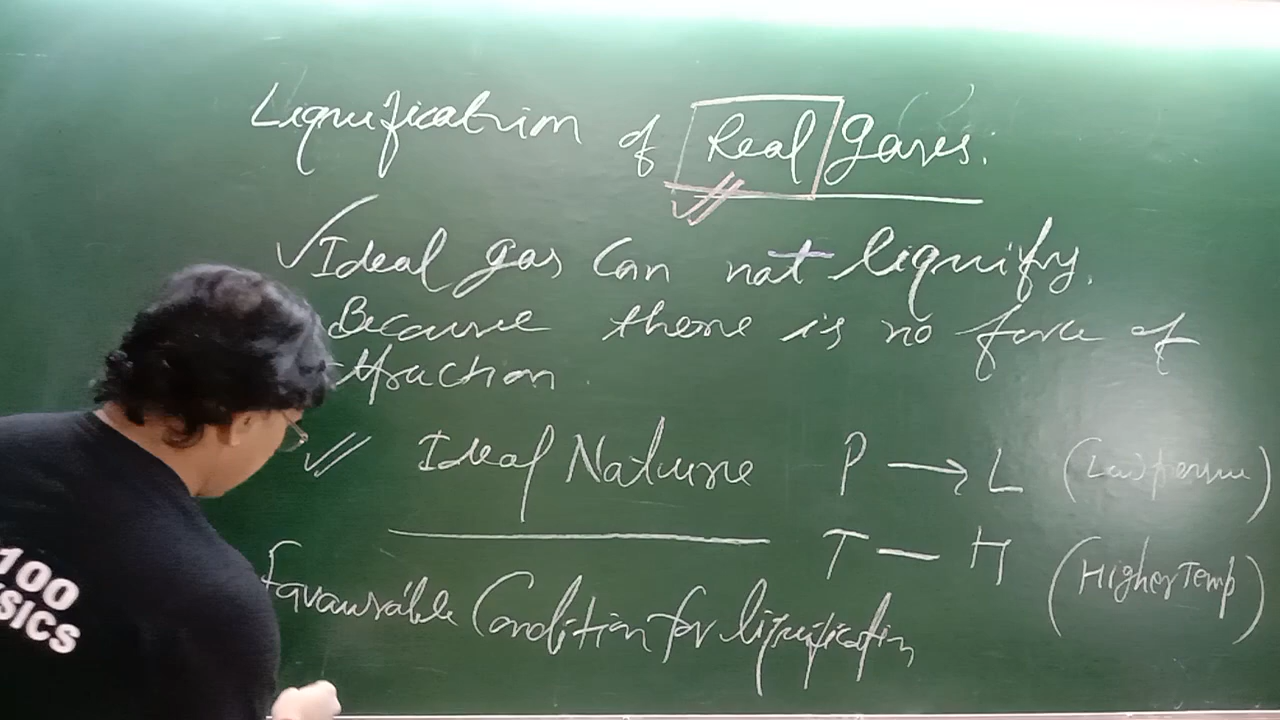 Liquification of Real gases.
✓ Ideal gas can not liquify.
Because there is no force of
attraction.
Ideal Nature P → L (Low pressure)
T — H (Higher Temp)
Favourable Condition for liquification
100
SICS